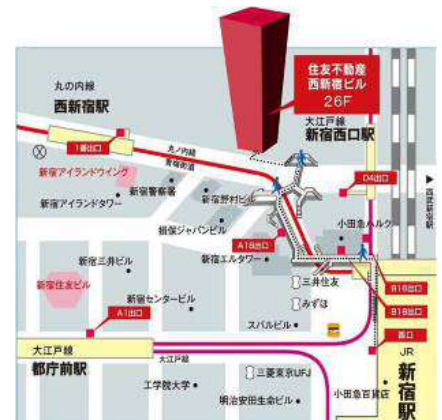 住友不動産
西新宿ビル
26F
丸の内線
西新宿駅
大江戸線
新宿西口駅
1番出口
丸ノ内線
青梅街道
新宿アイランドウイング
新宿警察署
D4出口
西武新宿駅
新宿アイランドタワー
新宿野村ビル
損保ジャパンビル
小田急ハルク
A18出口
新宿三井ビル
新宿エルタワー
三井住友
B16出口
新宿住友ビル
新宿センタービル
みずほ
B18出口
A1出口
スバルビル
西口
大江戸線
都庁前駅
大江戸線
JR
新宿駅
工学院大学
三菱東京UFJ
小田急百貨店
明治安田生命ビル